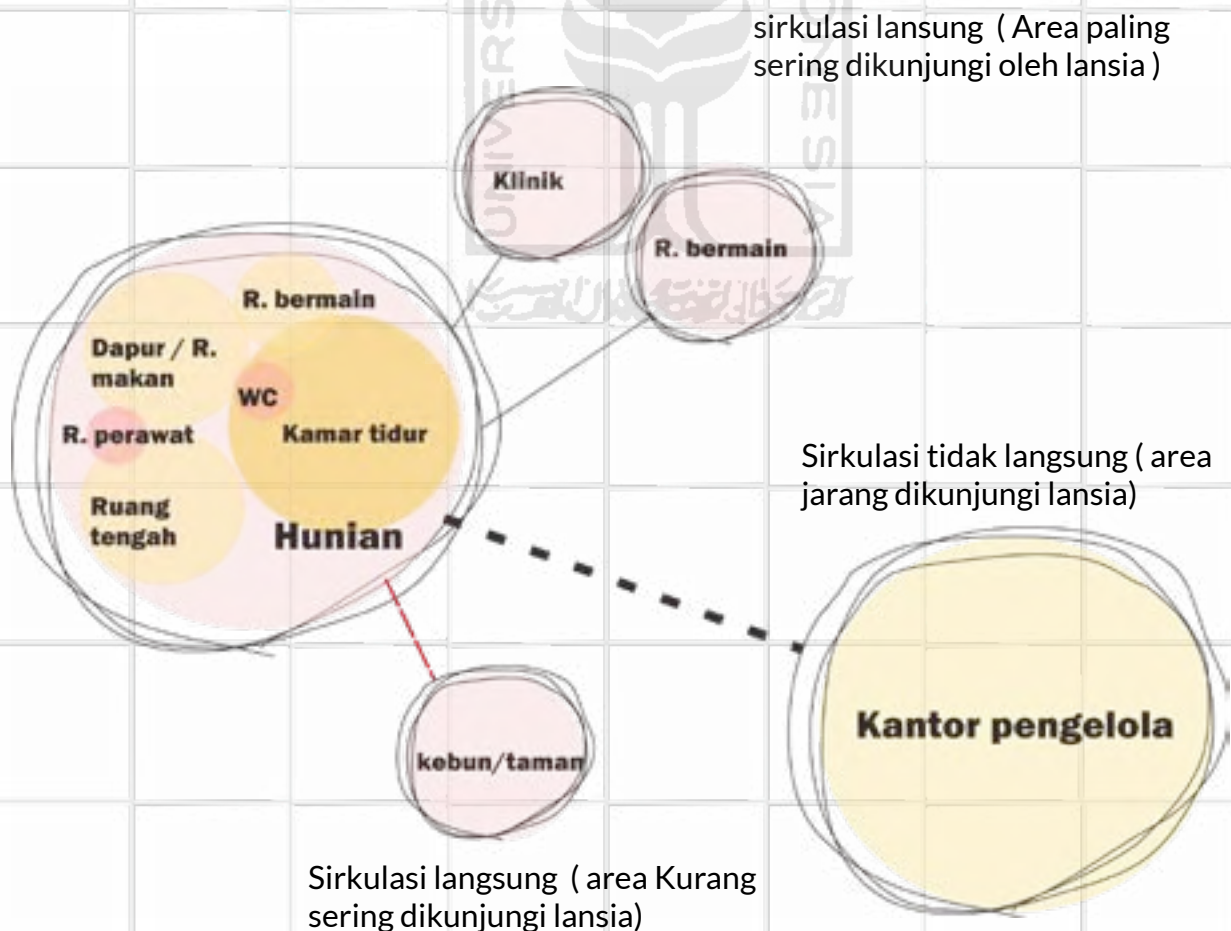 sirkulasi lansung ( Area paling
sering dikunjungi oleh lansia )
UNIVERS
NESIA
Klinik
R. bermain
R. bermain
Dapur / R.
makan
WC
R. perawat
Kamar tidur
Ruang
tengah
Hunian
Sirkulasi tidak langsung ( area
jarang dikunjungi lansia)
Kantor pengelola
kebun/taman
Sirkulasi langsung ( area Kurang
sering dikunjungi lansia)